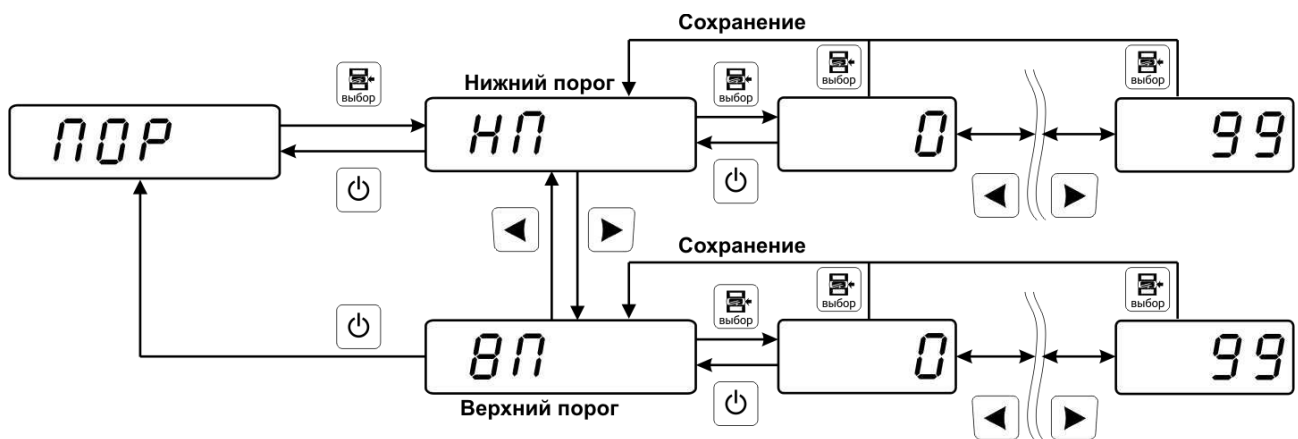 Сохранение
выбор
Нижний порог
выбор
выбор
выбор
ПОР
НП
0
99
Сохранение
выбор
выбор
выбор
ВП
0
99
Верхний порог